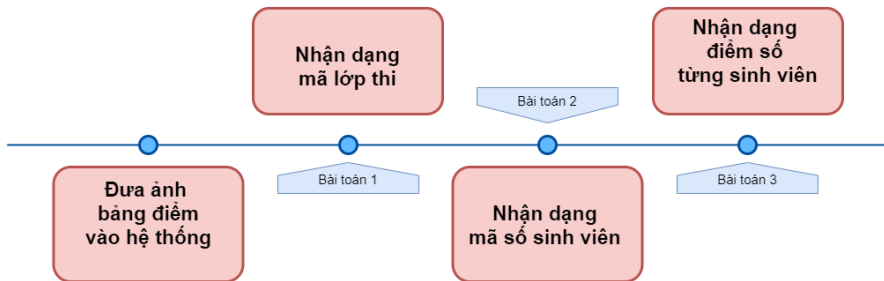 Đưa ảnh
bảng điểm
vào hệ thống
Nhận dạng
mã lớp thi
Bài toán 1
Bài toán 2
Nhận dạng
mã số sinh viên
Nhận dạng
điểm số
từng sinh viên
Bài toán 3